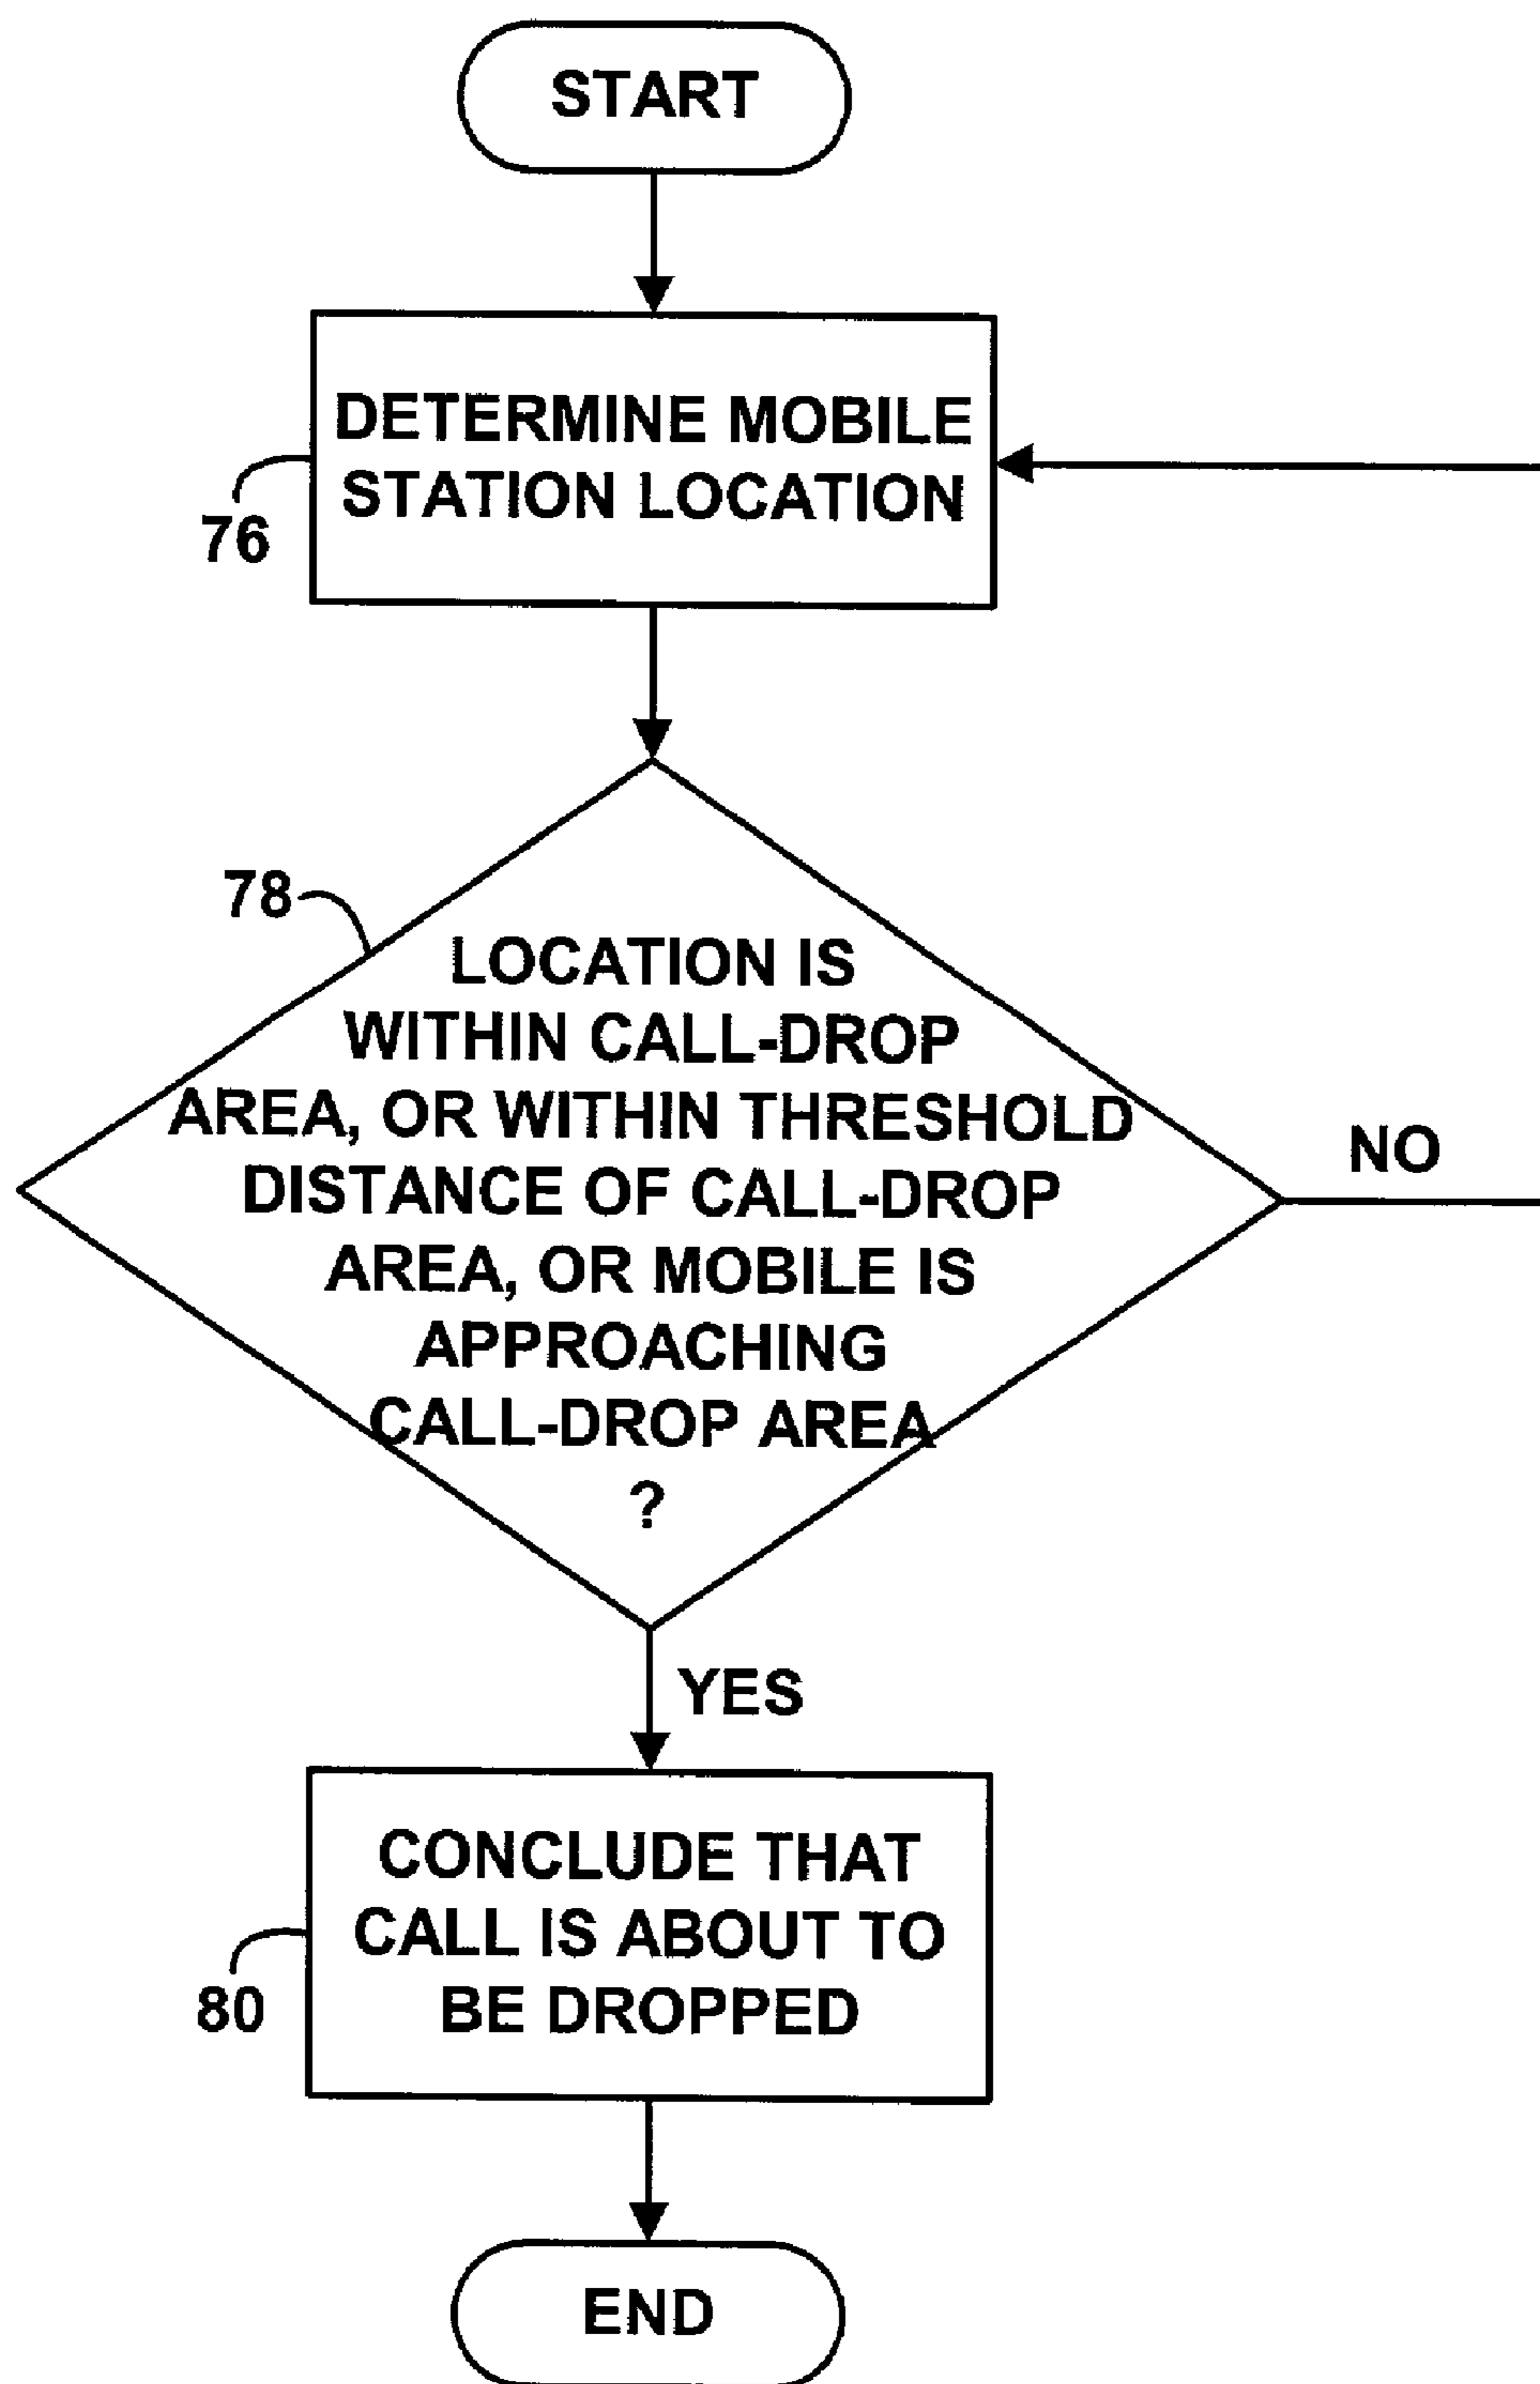 START
DETERMINE MOBILE
STATION LOCATION
76
78
LOCATION IS
WITHIN CALL-DROP
AREA, OR WITHIN THRESHOLD
DISTANCE OF CALL-DROP
AREA, OR MOBILE IS
APPROACHING
CALL-DROP AREA
?
NO
YES
CONCLUDE THAT
CALL IS ABOUT TO
BE DROPPED
80
END